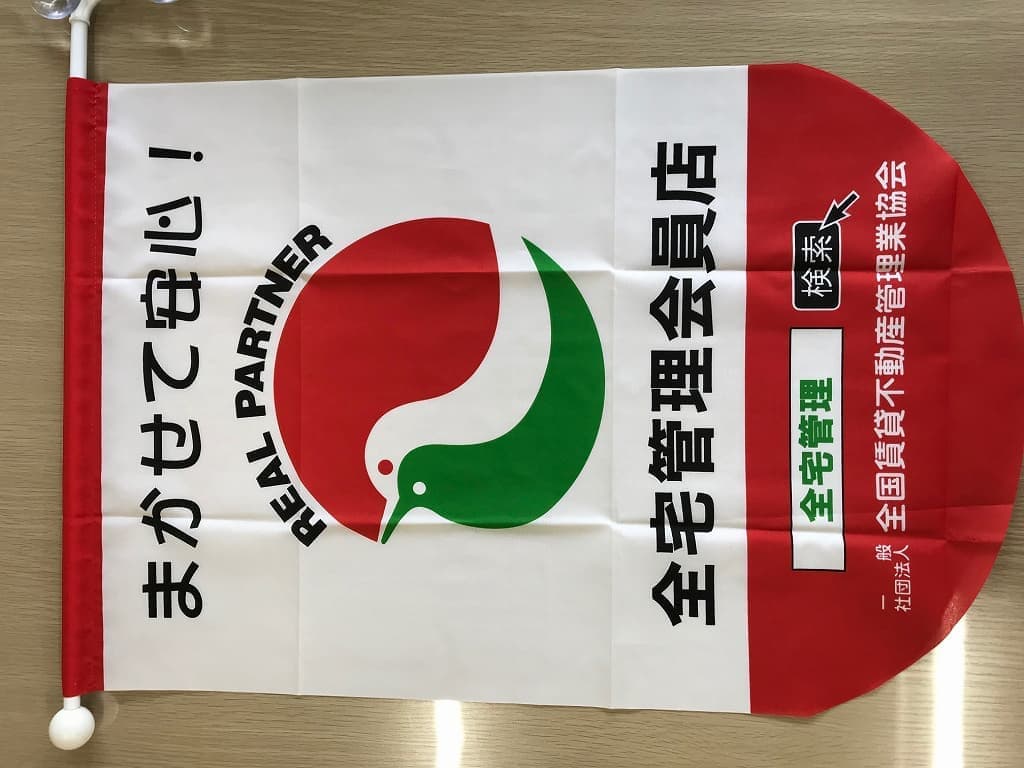 まかせて安心！
REAL PARTNER
全宅管理会員店
全宅管理 検索
一般社団法人 全国賃貸不動産管理業協会